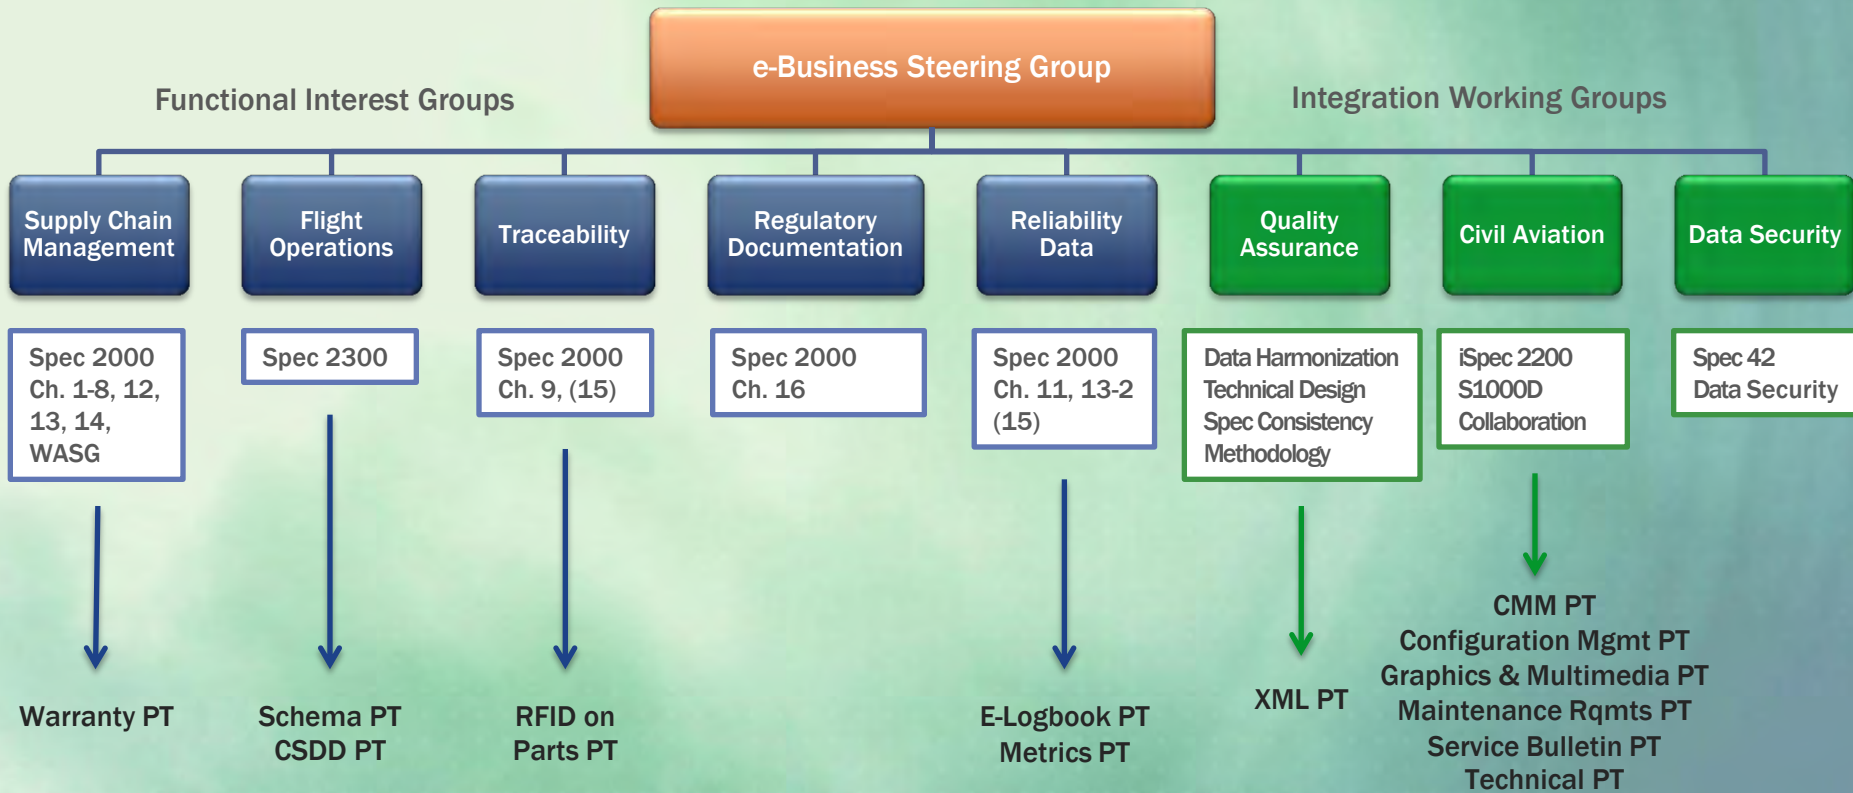 e-Business Steering Group
Functional Interest Groups
Integration Working Groups
Supply Chain
Management
Flight
Operations
Traceability
Regulatory
Documentation
Reliability
Data
Quality
Assurance
Civil Aviation
Data Security
Spec 2000
Ch. 1-8, 12,
13, 14,
WASG
Spec 2300
Spec 2000
Ch. 9, (15)
Spec 2000
Ch. 16
Spec 2000
Ch. 11, 13-2
(15)
Data Harmonization
Technical Design
Spec Consistency
Methodology
iSpec 2200
S1000D
Collaboration
Spec 42
Data Security
Warranty PT
Schema PT
CSDD PT
RFID on
Parts PT
E-Logbook PT
Metrics PT
XML PT
CMM PT
Configuration Mgmt PT
Graphics & Multimedia PT
Maintenance Rqmts PT
Service Bulletin PT
Technical PT